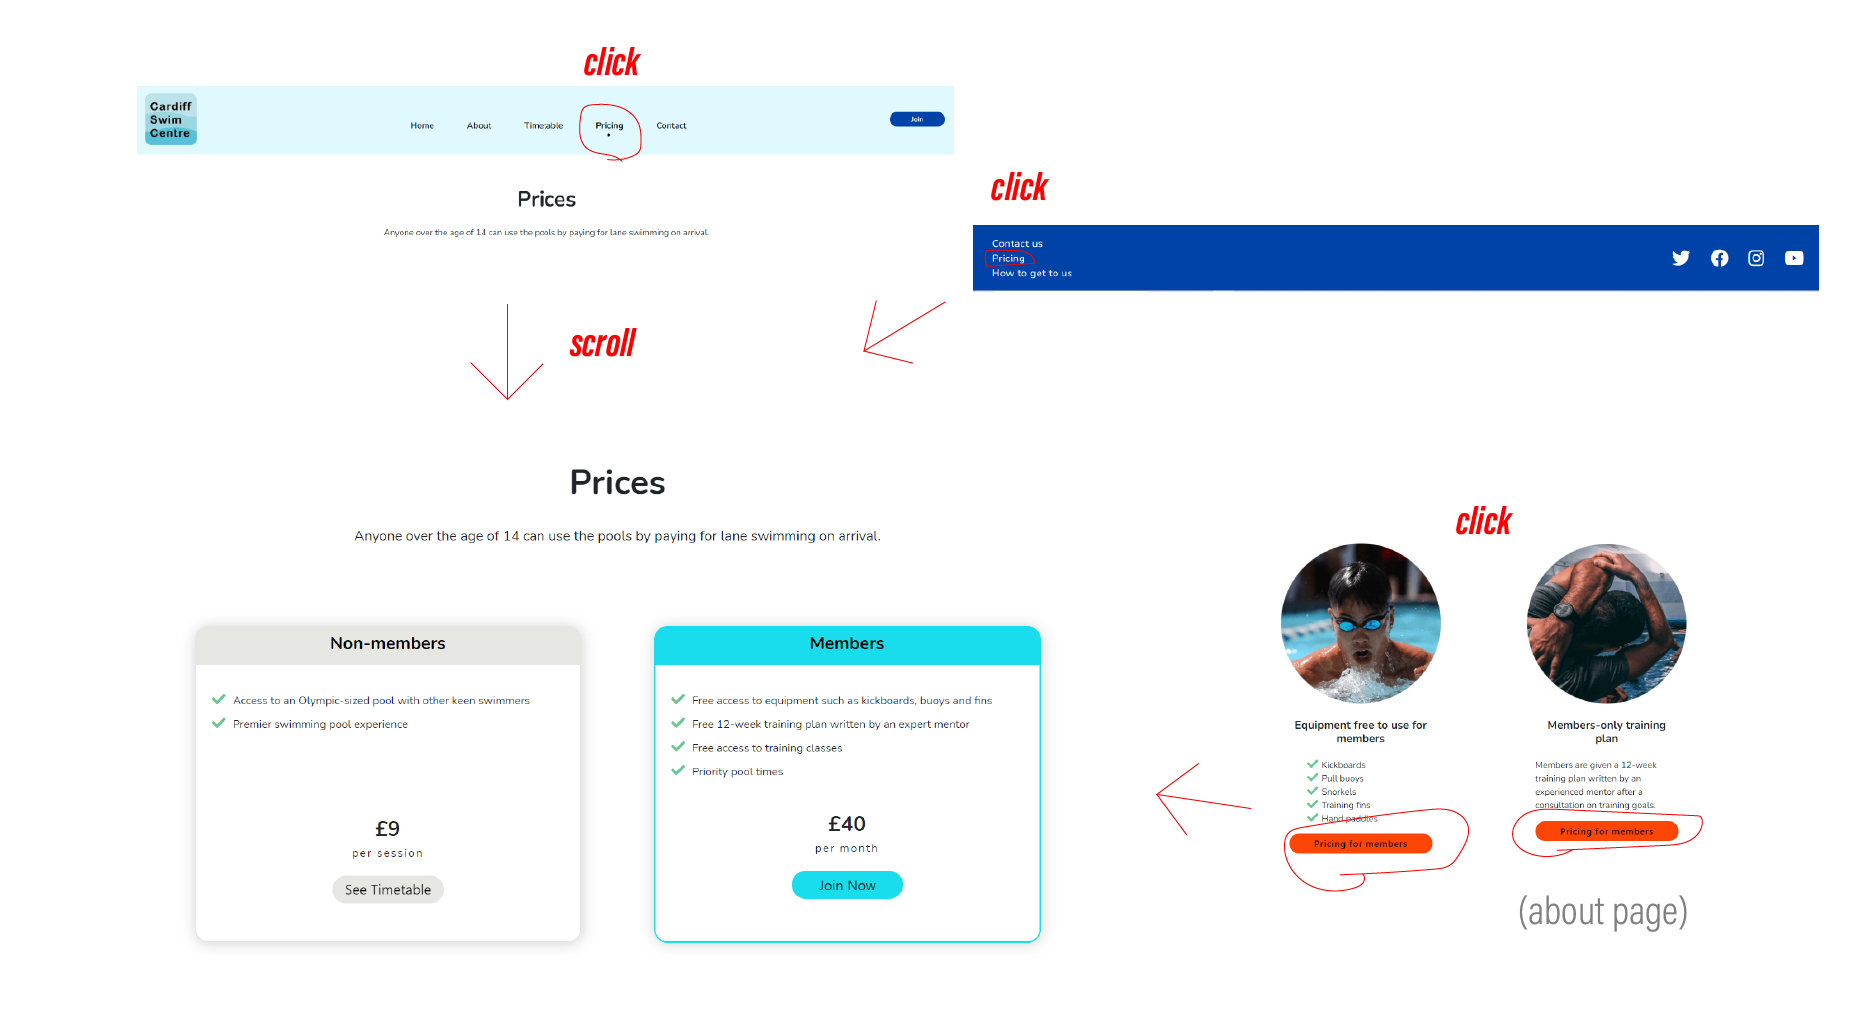 click
Cardiff
Swim
Centre
Home About Timetable Pricing Contact
Join
Prices
Anyone over the age of 14 can use the pools by paying for lane swimming on arrival.
click
Contact us
Pricing
How to get to us
scroll
Prices
Anyone over the age of 14 can use the pools by paying for lane swimming on arrival.
Non-members
Access to an Olympic-sized pool with other keen swimmers
Premier swimming pool experience
£9
per session
See Timetable
Members
Free access to equipment such as kickboards, buoys and fins
Free 12-week training plan written by an expert mentor
Free access to training classes
Priority pool times
£40
per month
Join Now
click
Equipment free to use for
members
Kickboards
Pull buoys
Snorkels
Training fins
Hand paddles
Pricing for members
Members-only training
plan
Members are given a 12-week
training plan written by an
experienced mentor after a
consultation on training goals.
Pricing for members
(about page)